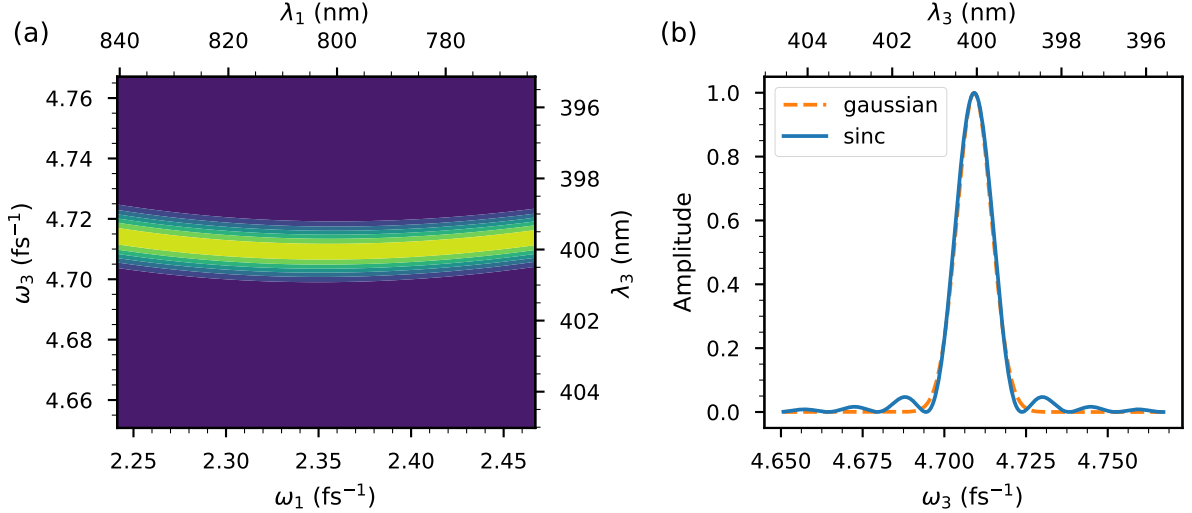 (a)
λ₁ (nm)
840 820 800 780
4.76
4.74
4.72
4.70
4.68
4.66
ω₃ (fs⁻¹)
396
398
400
402
404
λ₃ (nm)
2.25 2.30 2.35 2.40 2.45
ω₁ (fs⁻¹)
(b)
λ₃ (nm)
404 402 400 398 396
gaussian
sinc
1.0
0.8
0.6
0.4
0.2
0.0
Amplitude
4.650 4.675 4.700 4.725 4.750
ω₃ (fs⁻¹)